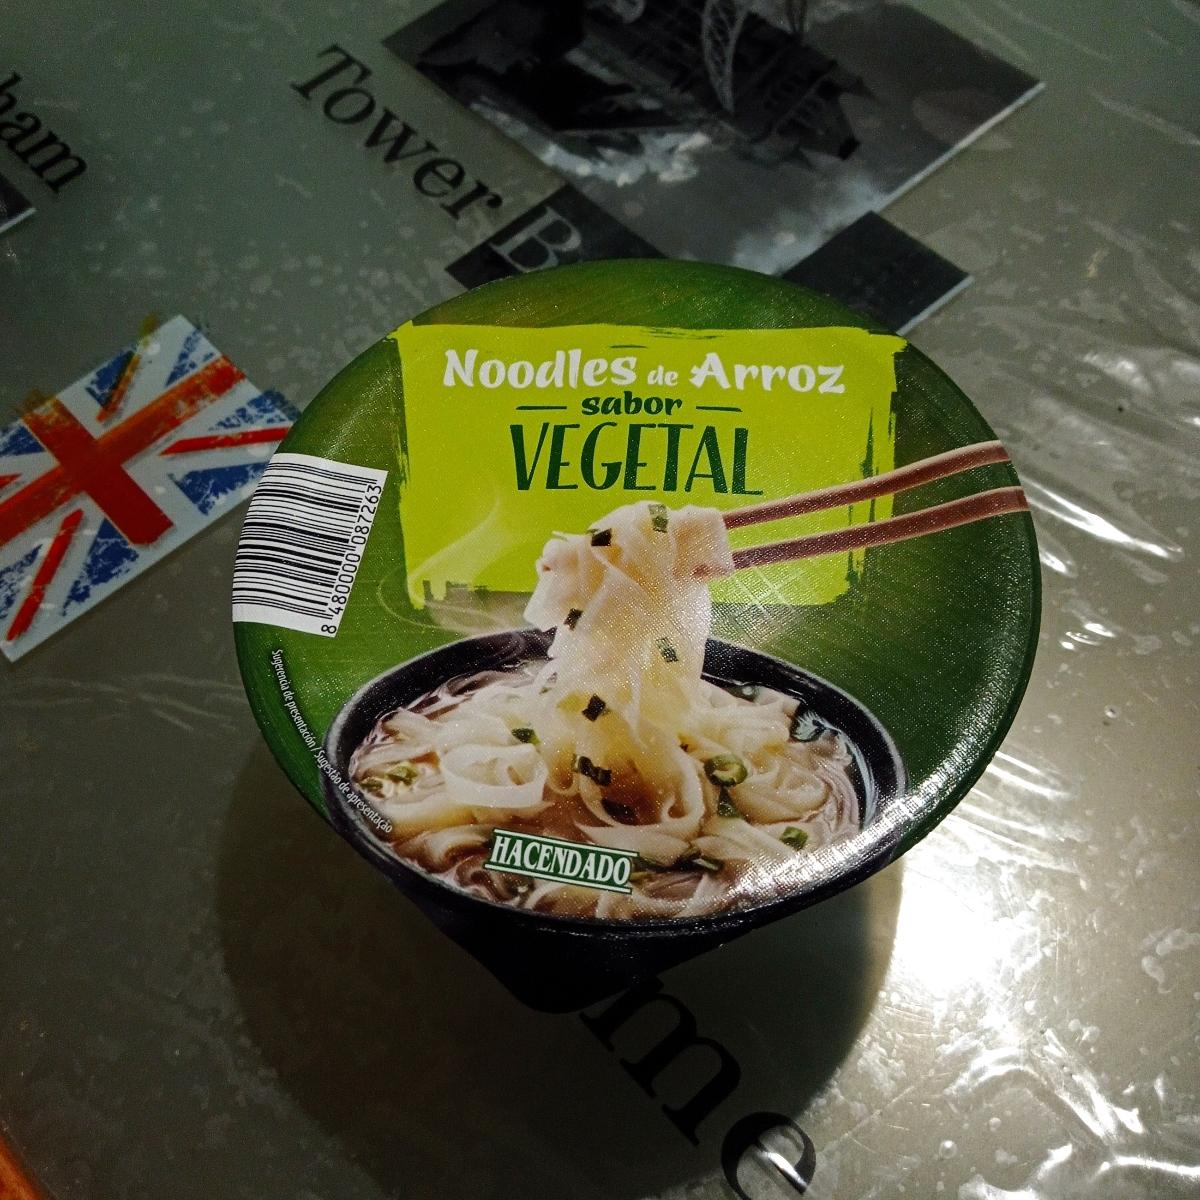 ham
Tower B
Noodles de Arroz
sabor
VEGETAL
8 480000 087263
Sugerencia de presentación / Sugestão de apresentação
HACENDADO
me